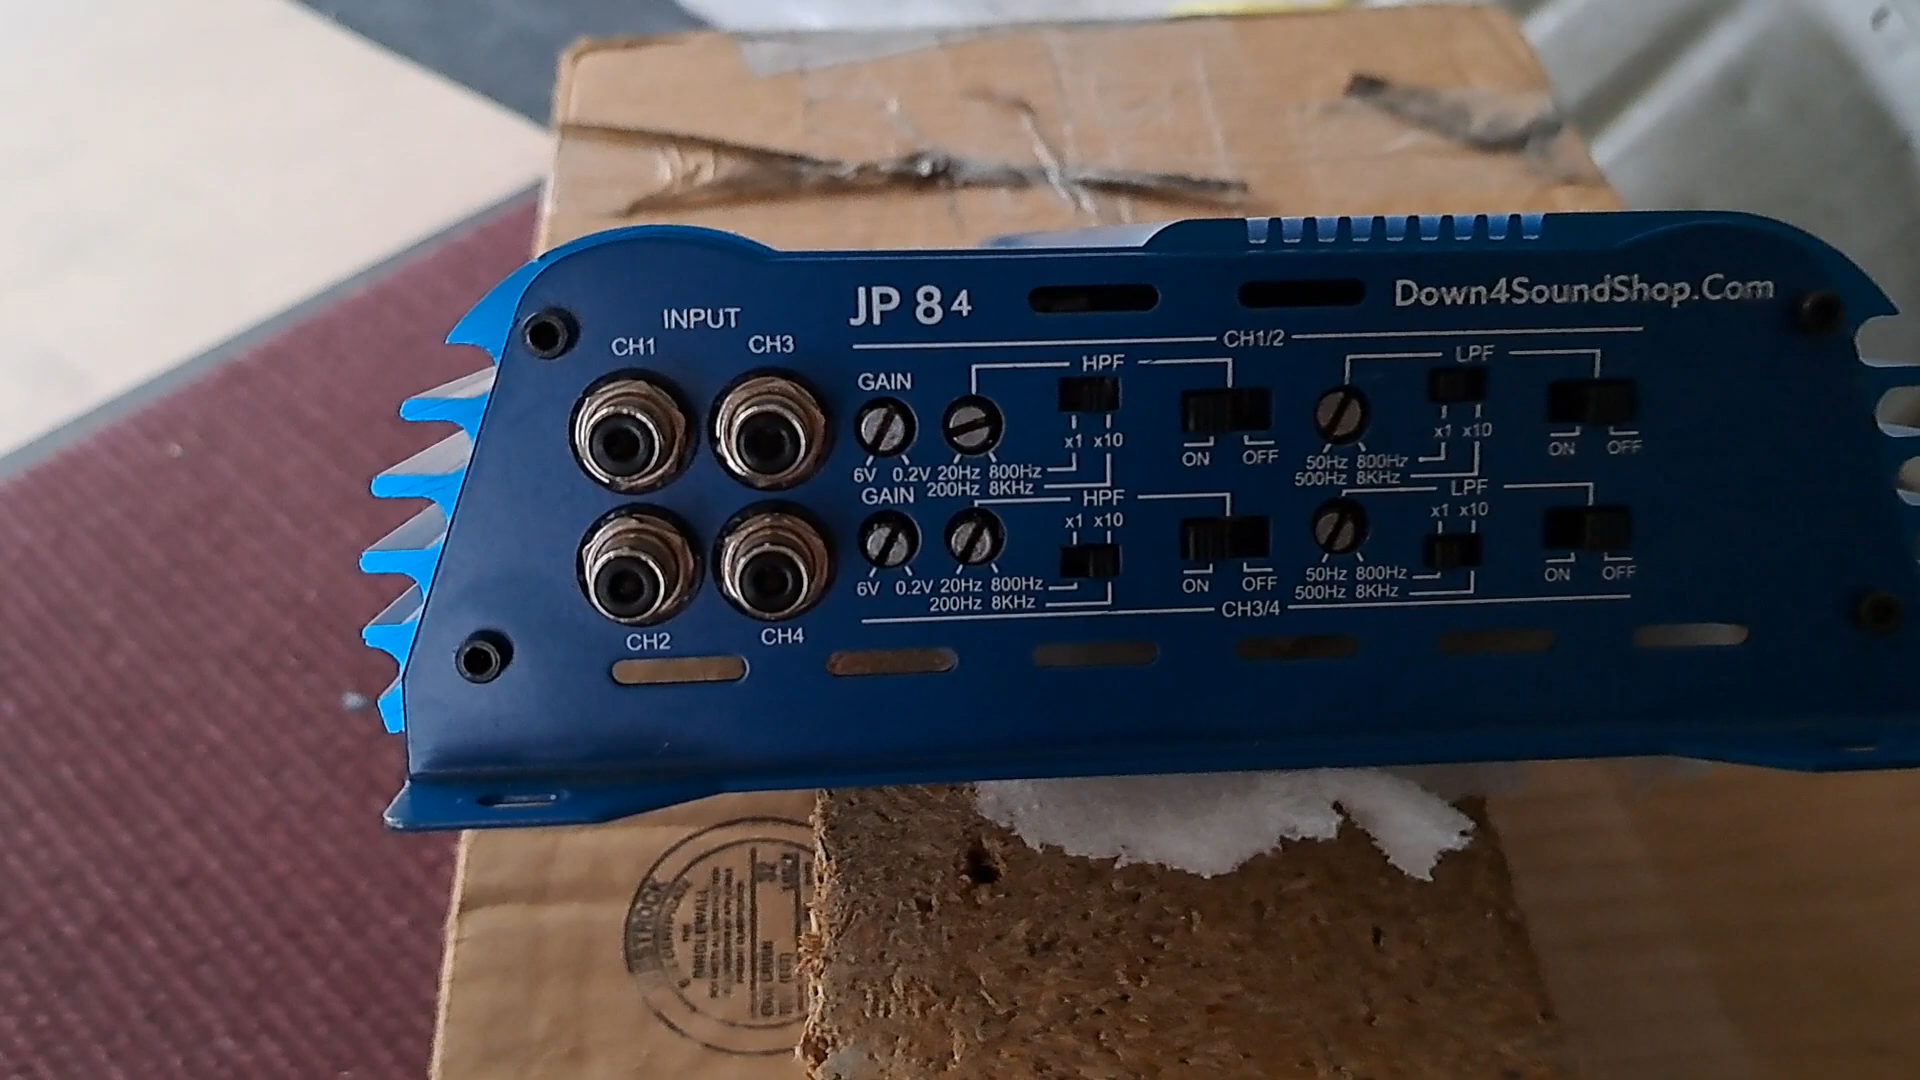 JP 84
Down4SoundShop.Com
INPUT
CH1 CH3
CH1/2
GAIN
6V 0.2V
HPF
x1 x10
20Hz 800Hz
200Hz 8KHz
ON OFF
LPF
x1 x10
50Hz 800Hz
500Hz 8KHz
ON OFF
GAIN
6V 0.2V
HPF
x1 x10
20Hz 800Hz
200Hz 8KHz
ON OFF
LPF
x1 x10
50Hz 800Hz
500Hz 8KHz
ON OFF
CH3/4
CH2 CH4
THE